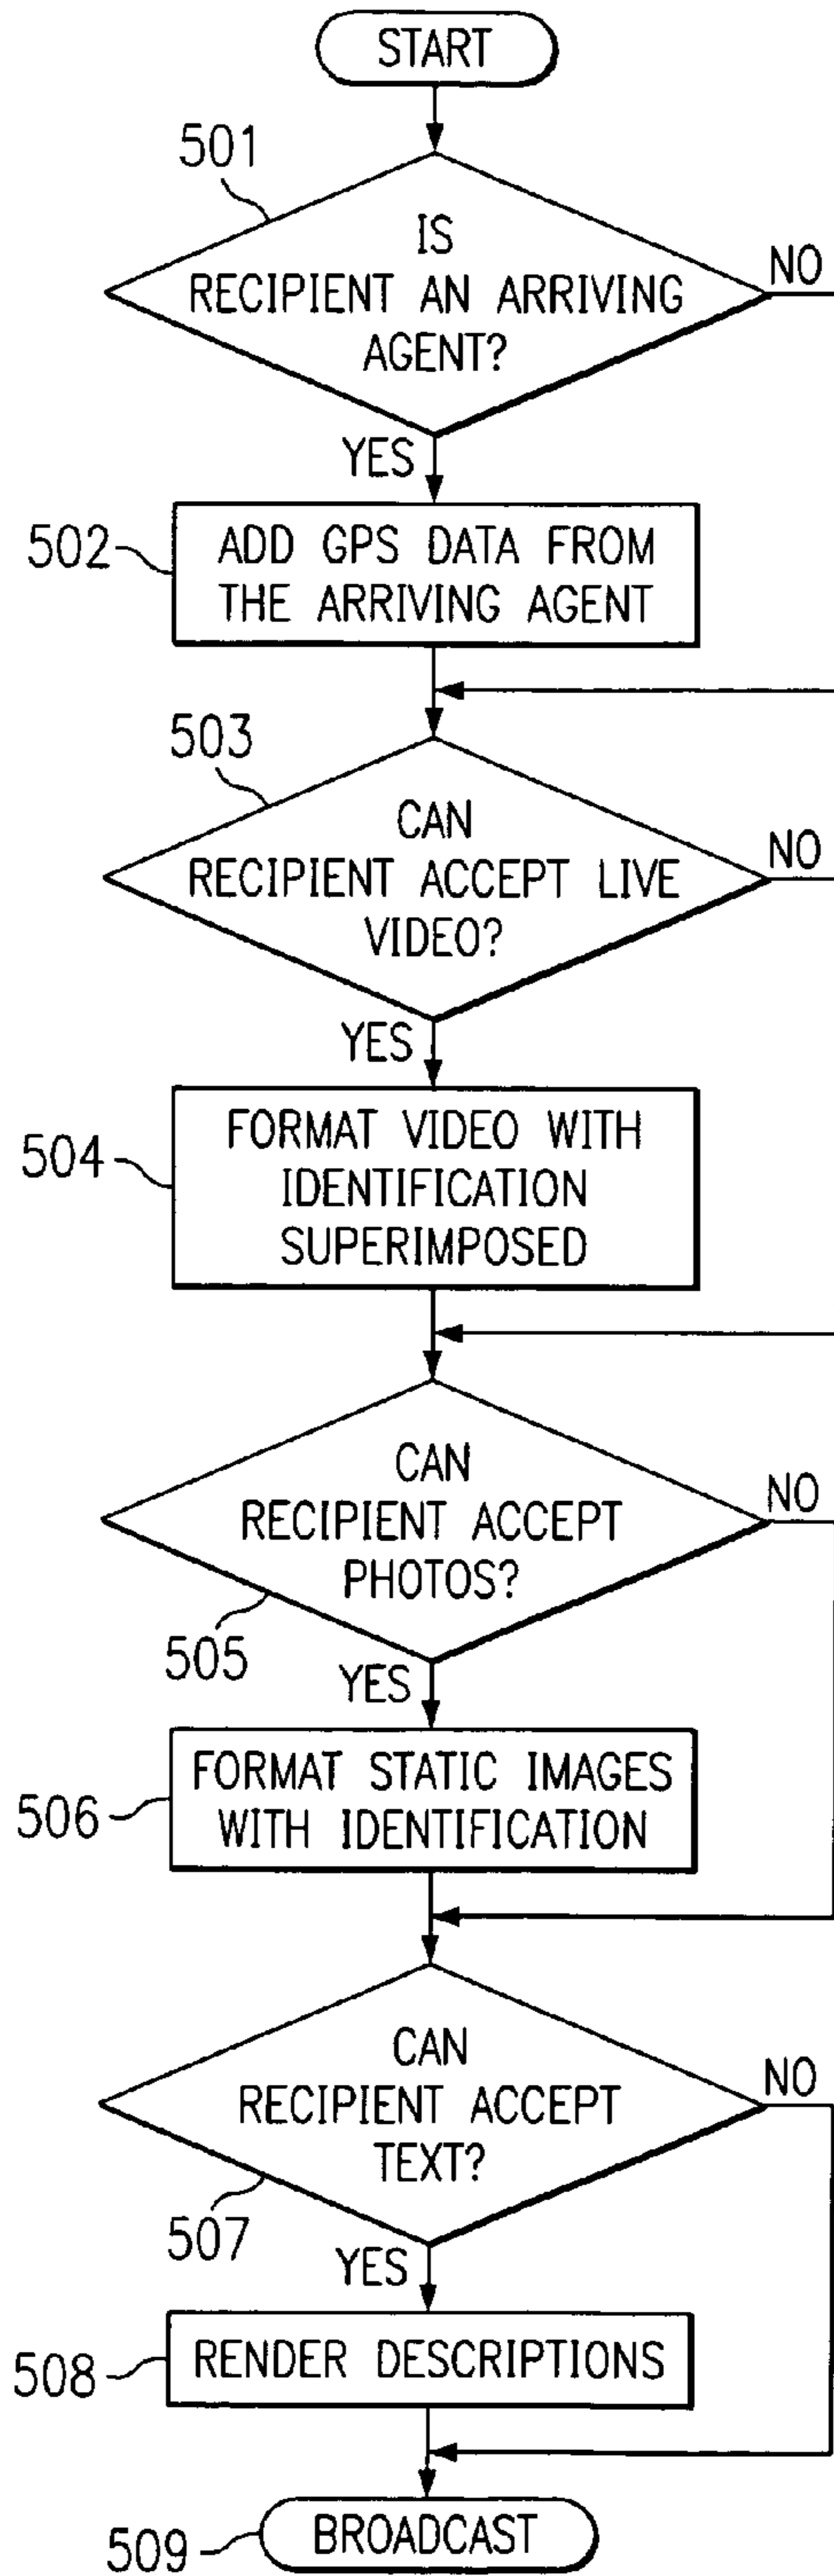 START
501
IS
RECIPIENT AN ARRIVING
AGENT?
NO
YES
502
ADD GPS DATA FROM
THE ARRIVING AGENT
503
CAN
RECIPIENT ACCEPT LIVE
VIDEO?
NO
YES
504
FORMAT VIDEO WITH
IDENTIFICATION
SUPERIMPOSED
CAN
RECIPIENT ACCEPT
PHOTOS?
NO
505
YES
506
FORMAT STATIC IMAGES
WITH IDENTIFICATION
CAN
RECIPIENT ACCEPT
TEXT?
NO
507
YES
508
RENDER DESCRIPTIONS
509
BROADCAST